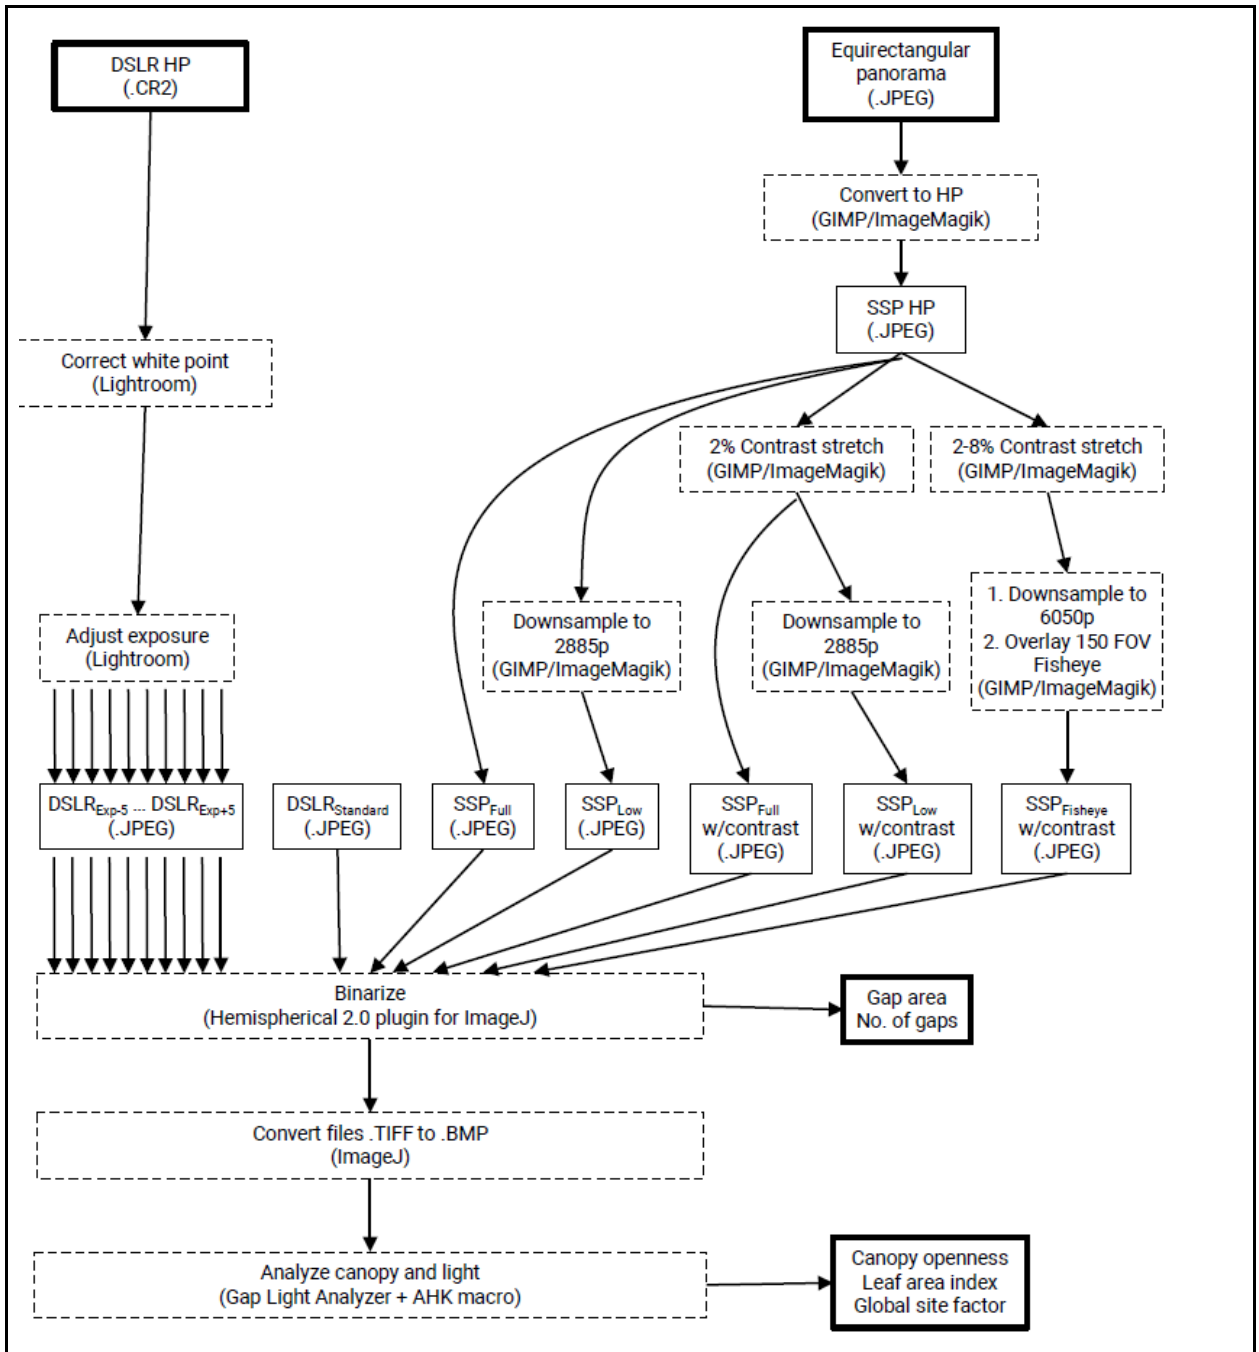 DSLR HP
(.CR2)
Equirectangular
panorama
(.JPEG)
Convert to HP
(GIMP/ImageMagik)
SSP HP
(.JPEG)
Correct white point
(Lightroom)
2% Contrast stretch
(GIMP/ImageMagik)
2-8% Contrast stretch
(GIMP/ImageMagik)
Adjust exposure
(Lightroom)
Downsample to
2885p
(GIMP/ImageMagik)
Downsample to
2885p
(GIMP/ImageMagik)
1. Downsample to
6050p
2. Overlay 150 FOV
Fisheye
(GIMP/ImageMagik)
DSLRExp-5 ... DSLRExp+5
(.JPEG)
DSLRStandard
(.JPEG)
SSPFull
(.JPEG)
SSPLow
(.JPEG)
SSPFull
w/contrast
(.JPEG)
SSPLow
w/contrast
(.JPEG)
SSPFisheye
w/contrast
(.JPEG)
Binarize
(Hemispherical 2.0 plugin for ImageJ)
Gap area
No. of gaps
Convert files .TIFF to .BMP
(ImageJ)
Analyze canopy and light
(Gap Light Analyzer + AHK macro)
Canopy openness
Leaf area index
Global site factor